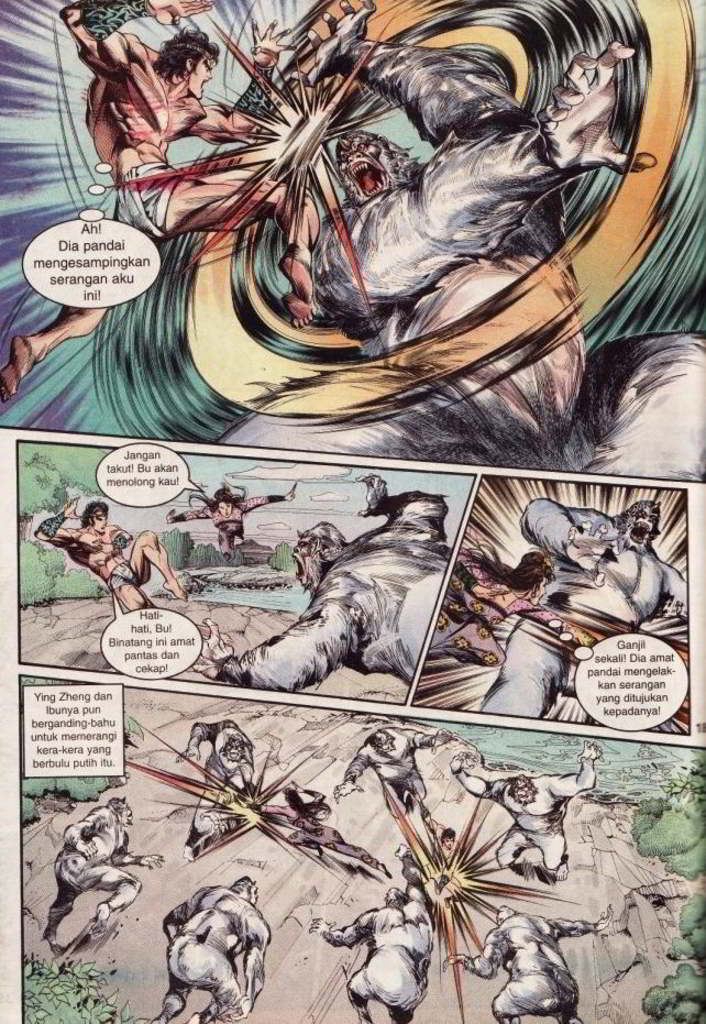 Ah!
Dia pandai
mengesampingkan
serangan aku
ini!
Jangan
takut! Bu akan
menolong kau!
Hati-
hati, Bu!
Binatang ini amat
pantas dan
cekap!
Ganjil
sekali! Dia amat
pandai mengelak-
kan serangan
yang ditujukan
kepadanya!
Ying Zheng dan
Ibunya pun
berganding-bahu
untuk memerangi
kera-kera yang
berbulu putih itu.